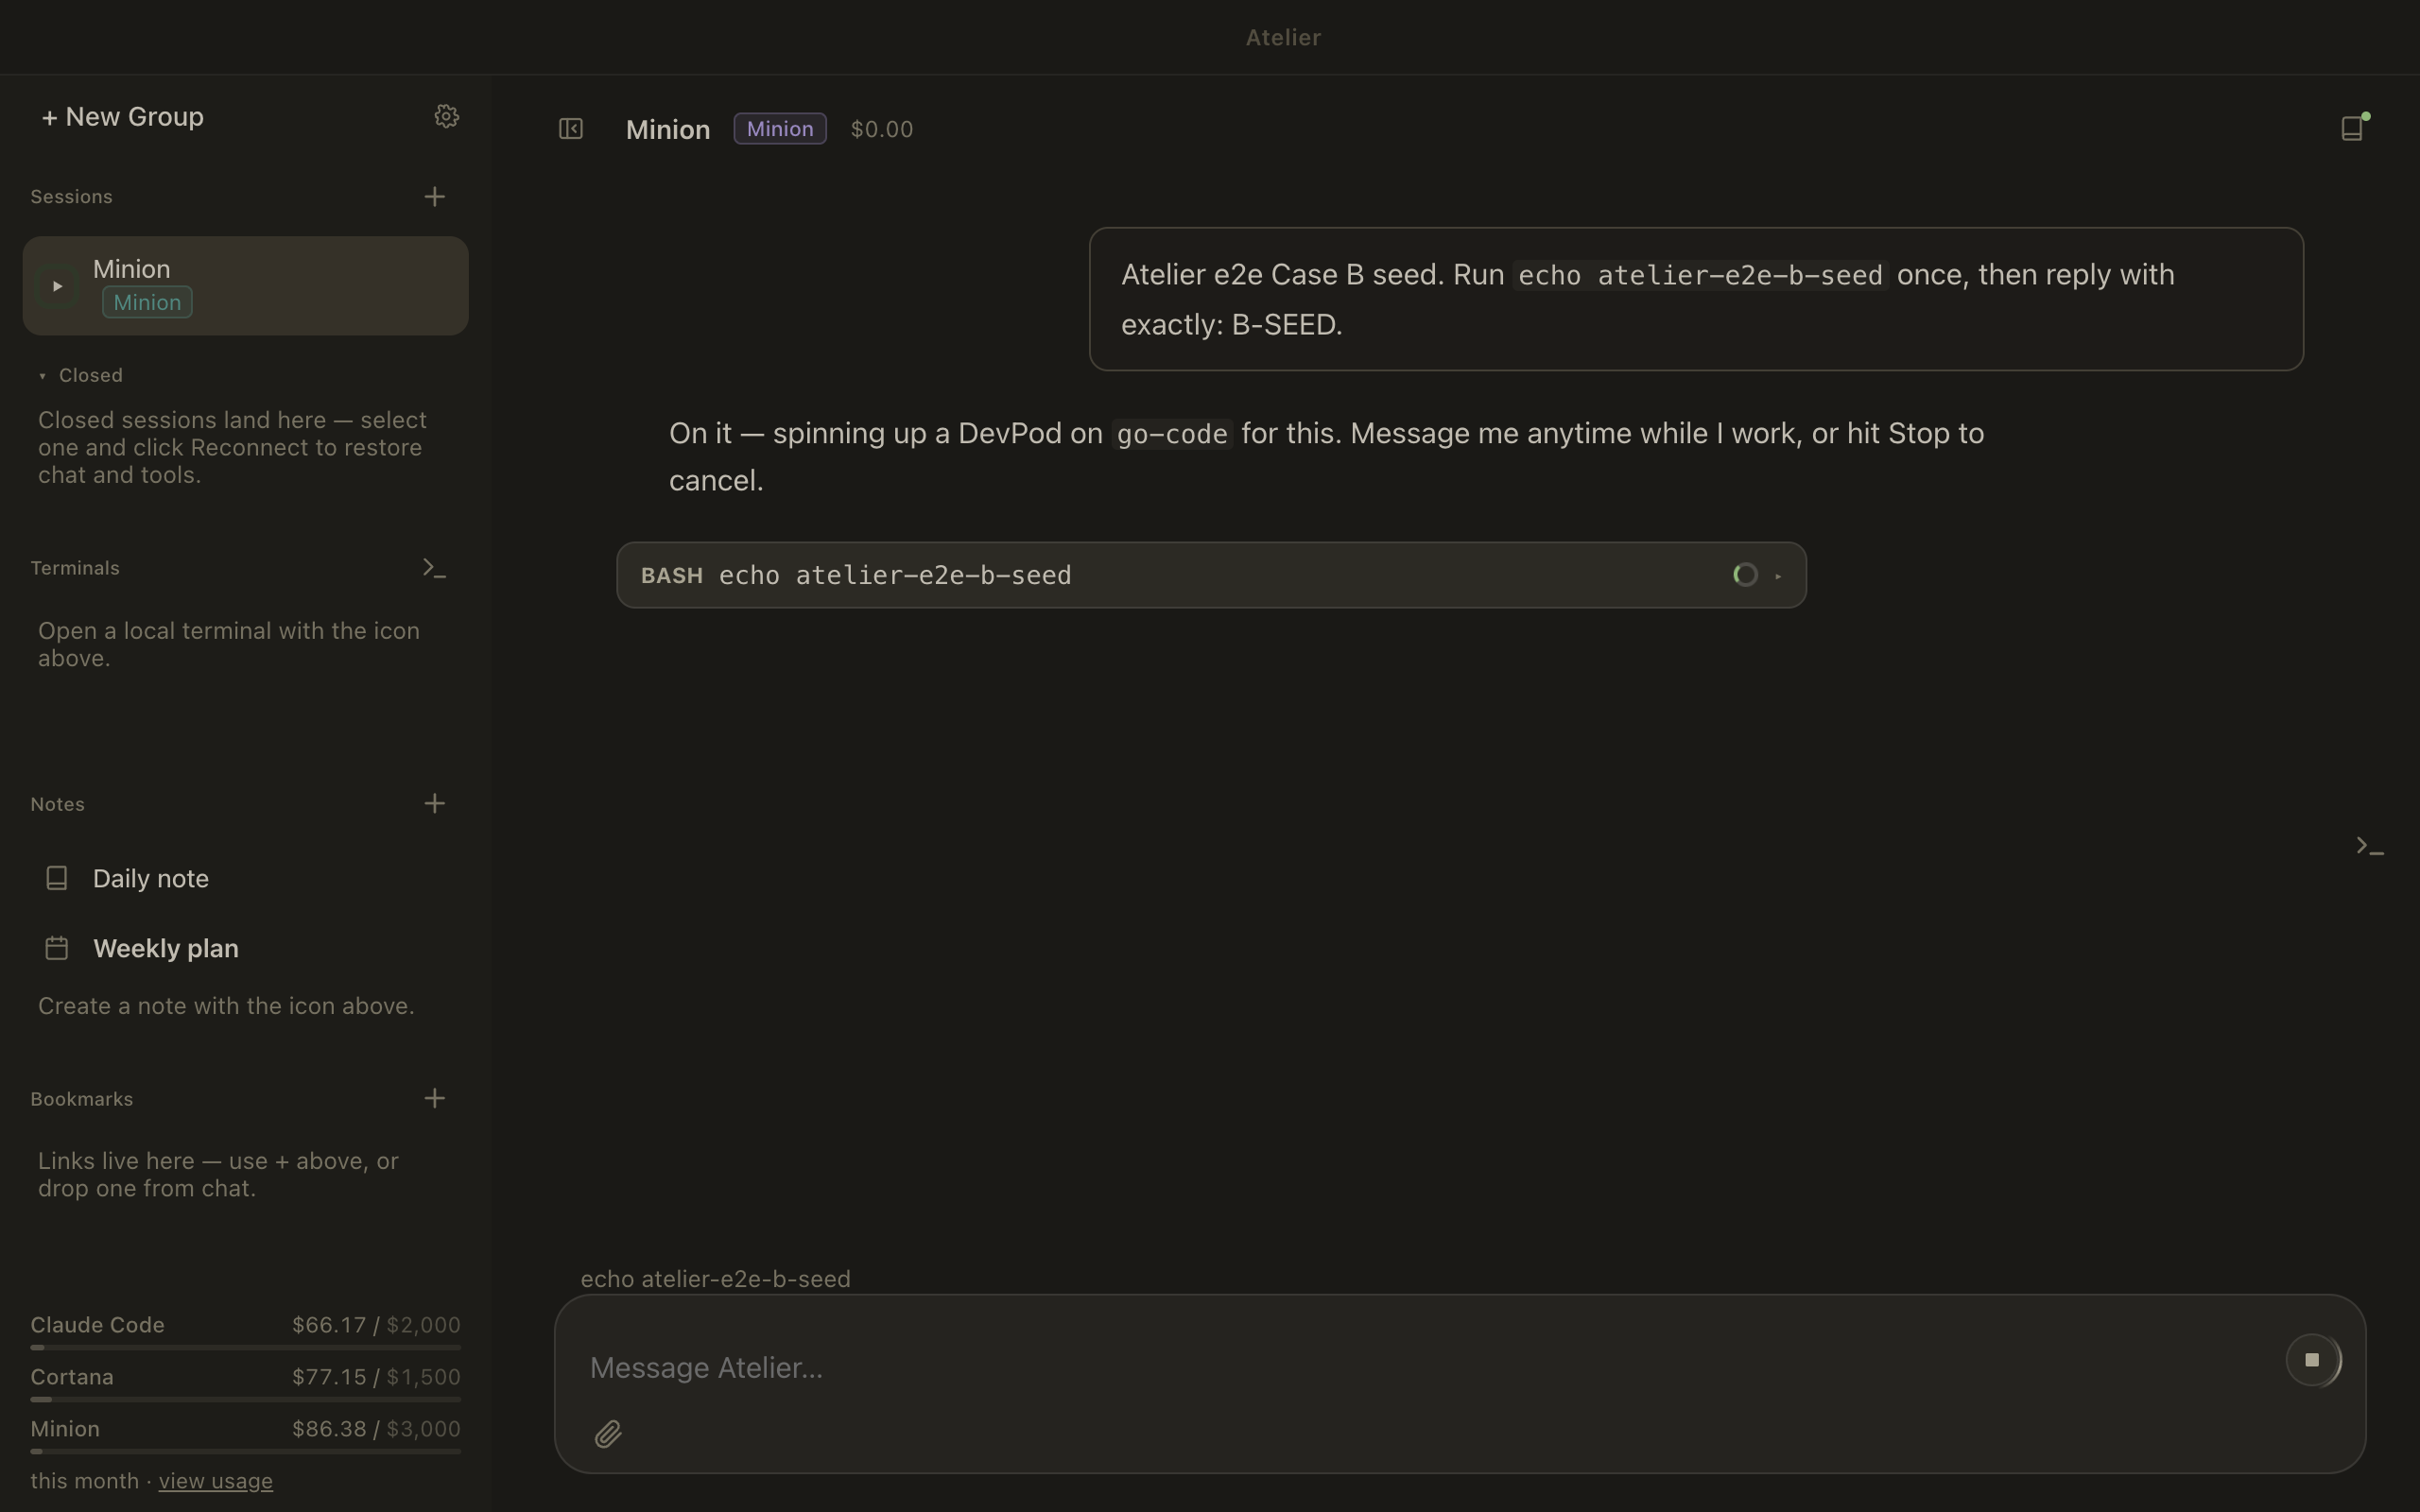 Atelier
+ New Group
Sessions
Minion
Minion
Closed
Closed sessions land here — select
one and click Reconnect to restore
chat and tools.
Terminals
Open a local terminal with the icon
above.
Notes
Daily note
Weekly plan
Create a note with the icon above.
Bookmarks
Links live here — use + above, or
drop one from chat.
Claude Code $66.17 / $2,000
Cortana $77.15 / $1,500
Minion $86.38 / $3,000
this month · view usage
Minion Minion $0.00
Atelier e2e Case B seed. Run echo atelier-e2e-b-seed once, then reply with
exactly: B-SEED.
On it — spinning up a DevPod on go-code for this. Message me anytime while I work, or hit Stop to
cancel.
BASH echo atelier-e2e-b-seed
echo atelier-e2e-b-seed
Message Atelier...